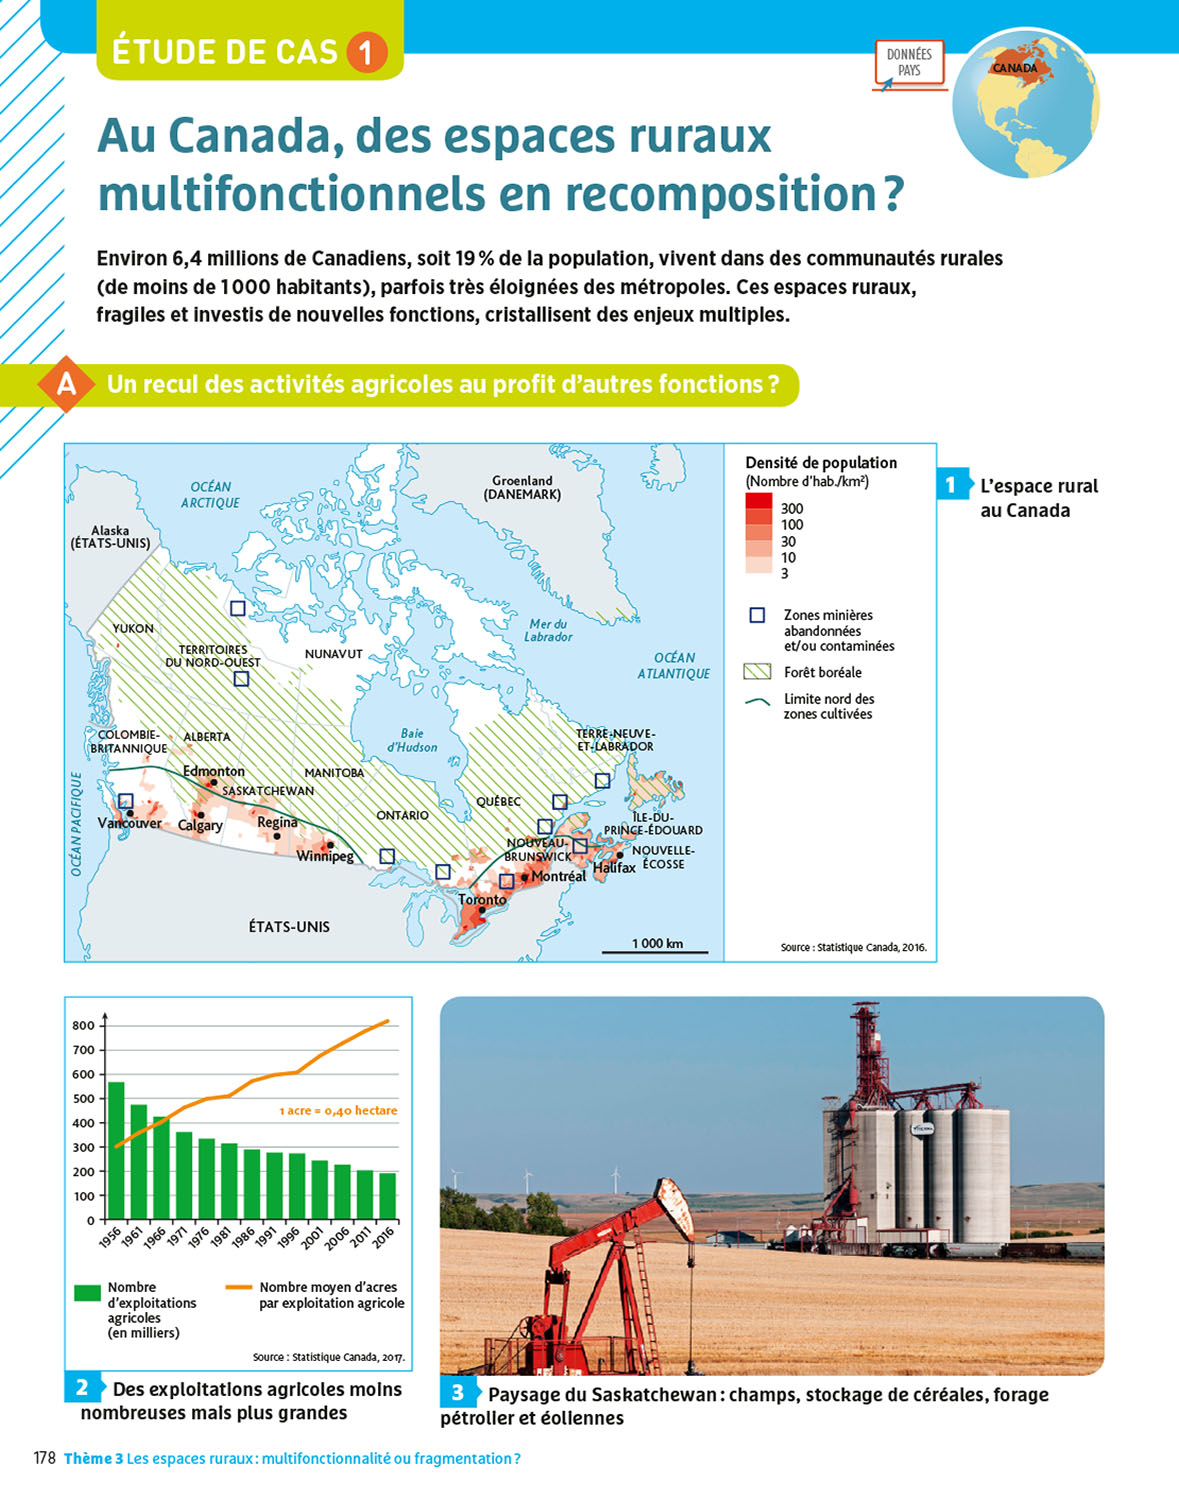 ÉTUDE DE CAS 1
DONNÉES
PAYS
CANADA
Au Canada, des espaces ruraux
multifonctionnels en recomposition ?
Environ 6,4 millions de Canadiens, soit 19 % de la population, vivent dans des communautés rurales
(de moins de 1 000 habitants), parfois très éloignées des métropoles. Ces espaces ruraux,
fragiles et investis de nouvelles fonctions, cristallisent des enjeux multiples.
A Un recul des activités agricoles au profit d'autres fonctions ?
OCÉAN
ARCTIQUE
Groenland
(DANEMARK)
Alaska
(ÉTATS-UNIS)
YUKON
TERRITOIRES
DU NORD-OUEST
NUNAVUT
Mer du
Labrador
OCÉAN
ATLANTIQUE
COLOMBIE-
BRITANNIQUE
ALBERTA
Baie
d'Hudson
TERRE-NEUVE-
ET-LABRADOR
Edmonton
MANITOBA
SASKATCHEWAN
OCÉAN PACIFIQUE
QUÉBEC
ONTARIO
Vancouver
Calgary
Regina
Winnipeg
ÎLE-DU-
PRINCE-ÉDOUARD
NOUVEAU-
BRUNSWICK
NOUVELLE-
ÉCOSSE
Halifax
Montréal
Toronto
ÉTATS-UNIS
1 000 km
Densité de population
(Nombre d'hab./km²)
300
100
30
10
3
Zones minières
abandonnées
et/ou contaminées
Forêt boréale
Limite nord des
zones cultivées
Source : Statistique Canada, 2016.
1 L'espace rural
au Canada
800
700
600
500
400
300
200
100
0
1 acre = 0,40 hectare
1956 1961 1966 1971 1976 1981 1986 1991 1996 2001 2006 2011 2016
Nombre
d'exploitations
agricoles
(en milliers)
Nombre moyen d'acres
par exploitation agricole
Source : Statistique Canada, 2017.
2 Des exploitations agricoles moins
nombreuses mais plus grandes
3 Paysage du Saskatchewan : champs, stockage de céréales, forage
pétrolier et éoliennes
178 Thème 3 Les espaces ruraux : multifonctionnalité ou fragmentation ?